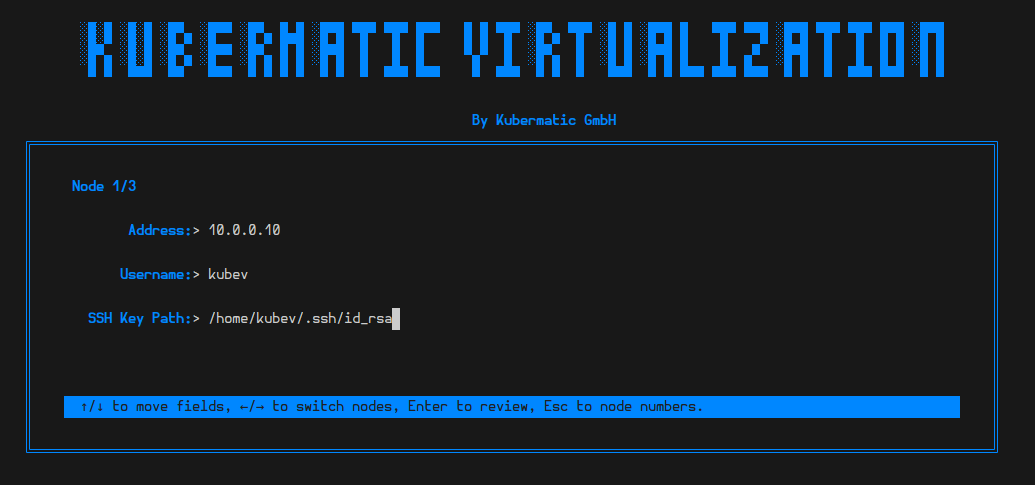 KUBERMATIC VIRTUALIZATION
By Kubermatic GmbH
Node 1/3
Address:> 10.0.0.10
Username:> kubev
SSH Key Path:> /home/kubev/.ssh/id_rsa
↑/↓ to move fields, ←/→ to switch nodes, Enter to review, Esc to node numbers.